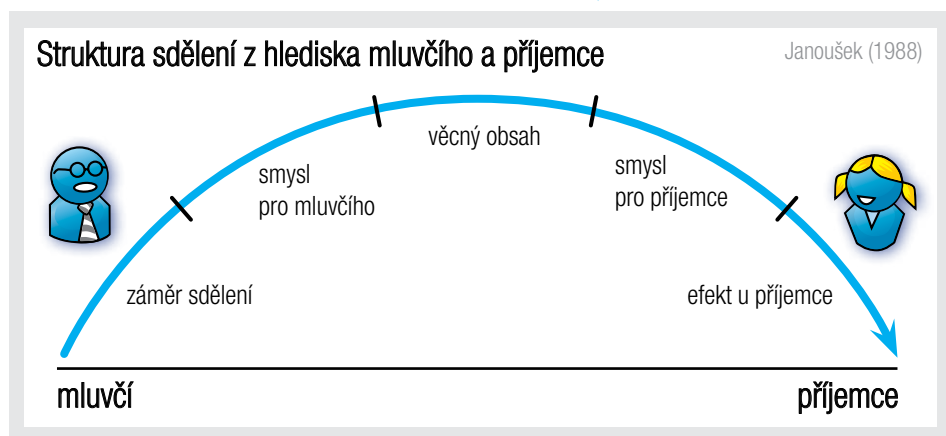 Struktura sdělení z hlediska mluvčího a příjemce
Janoušek (1988)
věcný obsah
smysl
pro mluvčího
smysl
pro příjemce
záměr sdělení
efekt u příjemce
mluvčí
příjemce